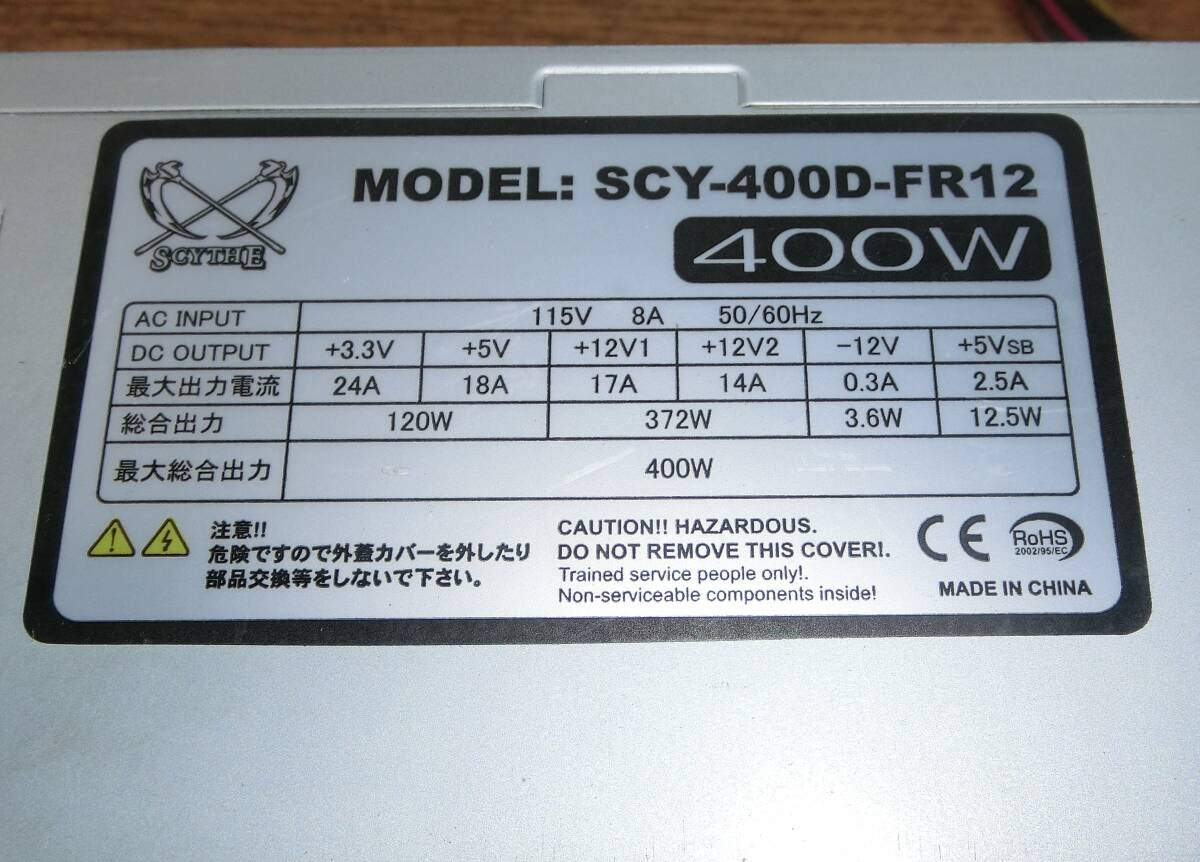 SCYTHE
MODEL: SCY-400D-FR12
400W
AC INPUT 115V 8A 50/60Hz
DC OUTPUT +3.3V +5V +12V1 +12V2 -12V +5VSB
最大出力電流 24A 18A 17A 14A 0.3A 2.5A
総合出力 120W 372W 3.6W 12.5W
最大総合出力 400W
注意!!
危険ですので外蓋カバーを外したり
部品交換等をしないで下さい。
CAUTION!! HAZARDOUS.
DO NOT REMOVE THIS COVER!.
Trained service people only!.
Non-serviceable components inside!
CE
RoHS
2002/95/EC
MADE IN CHINA